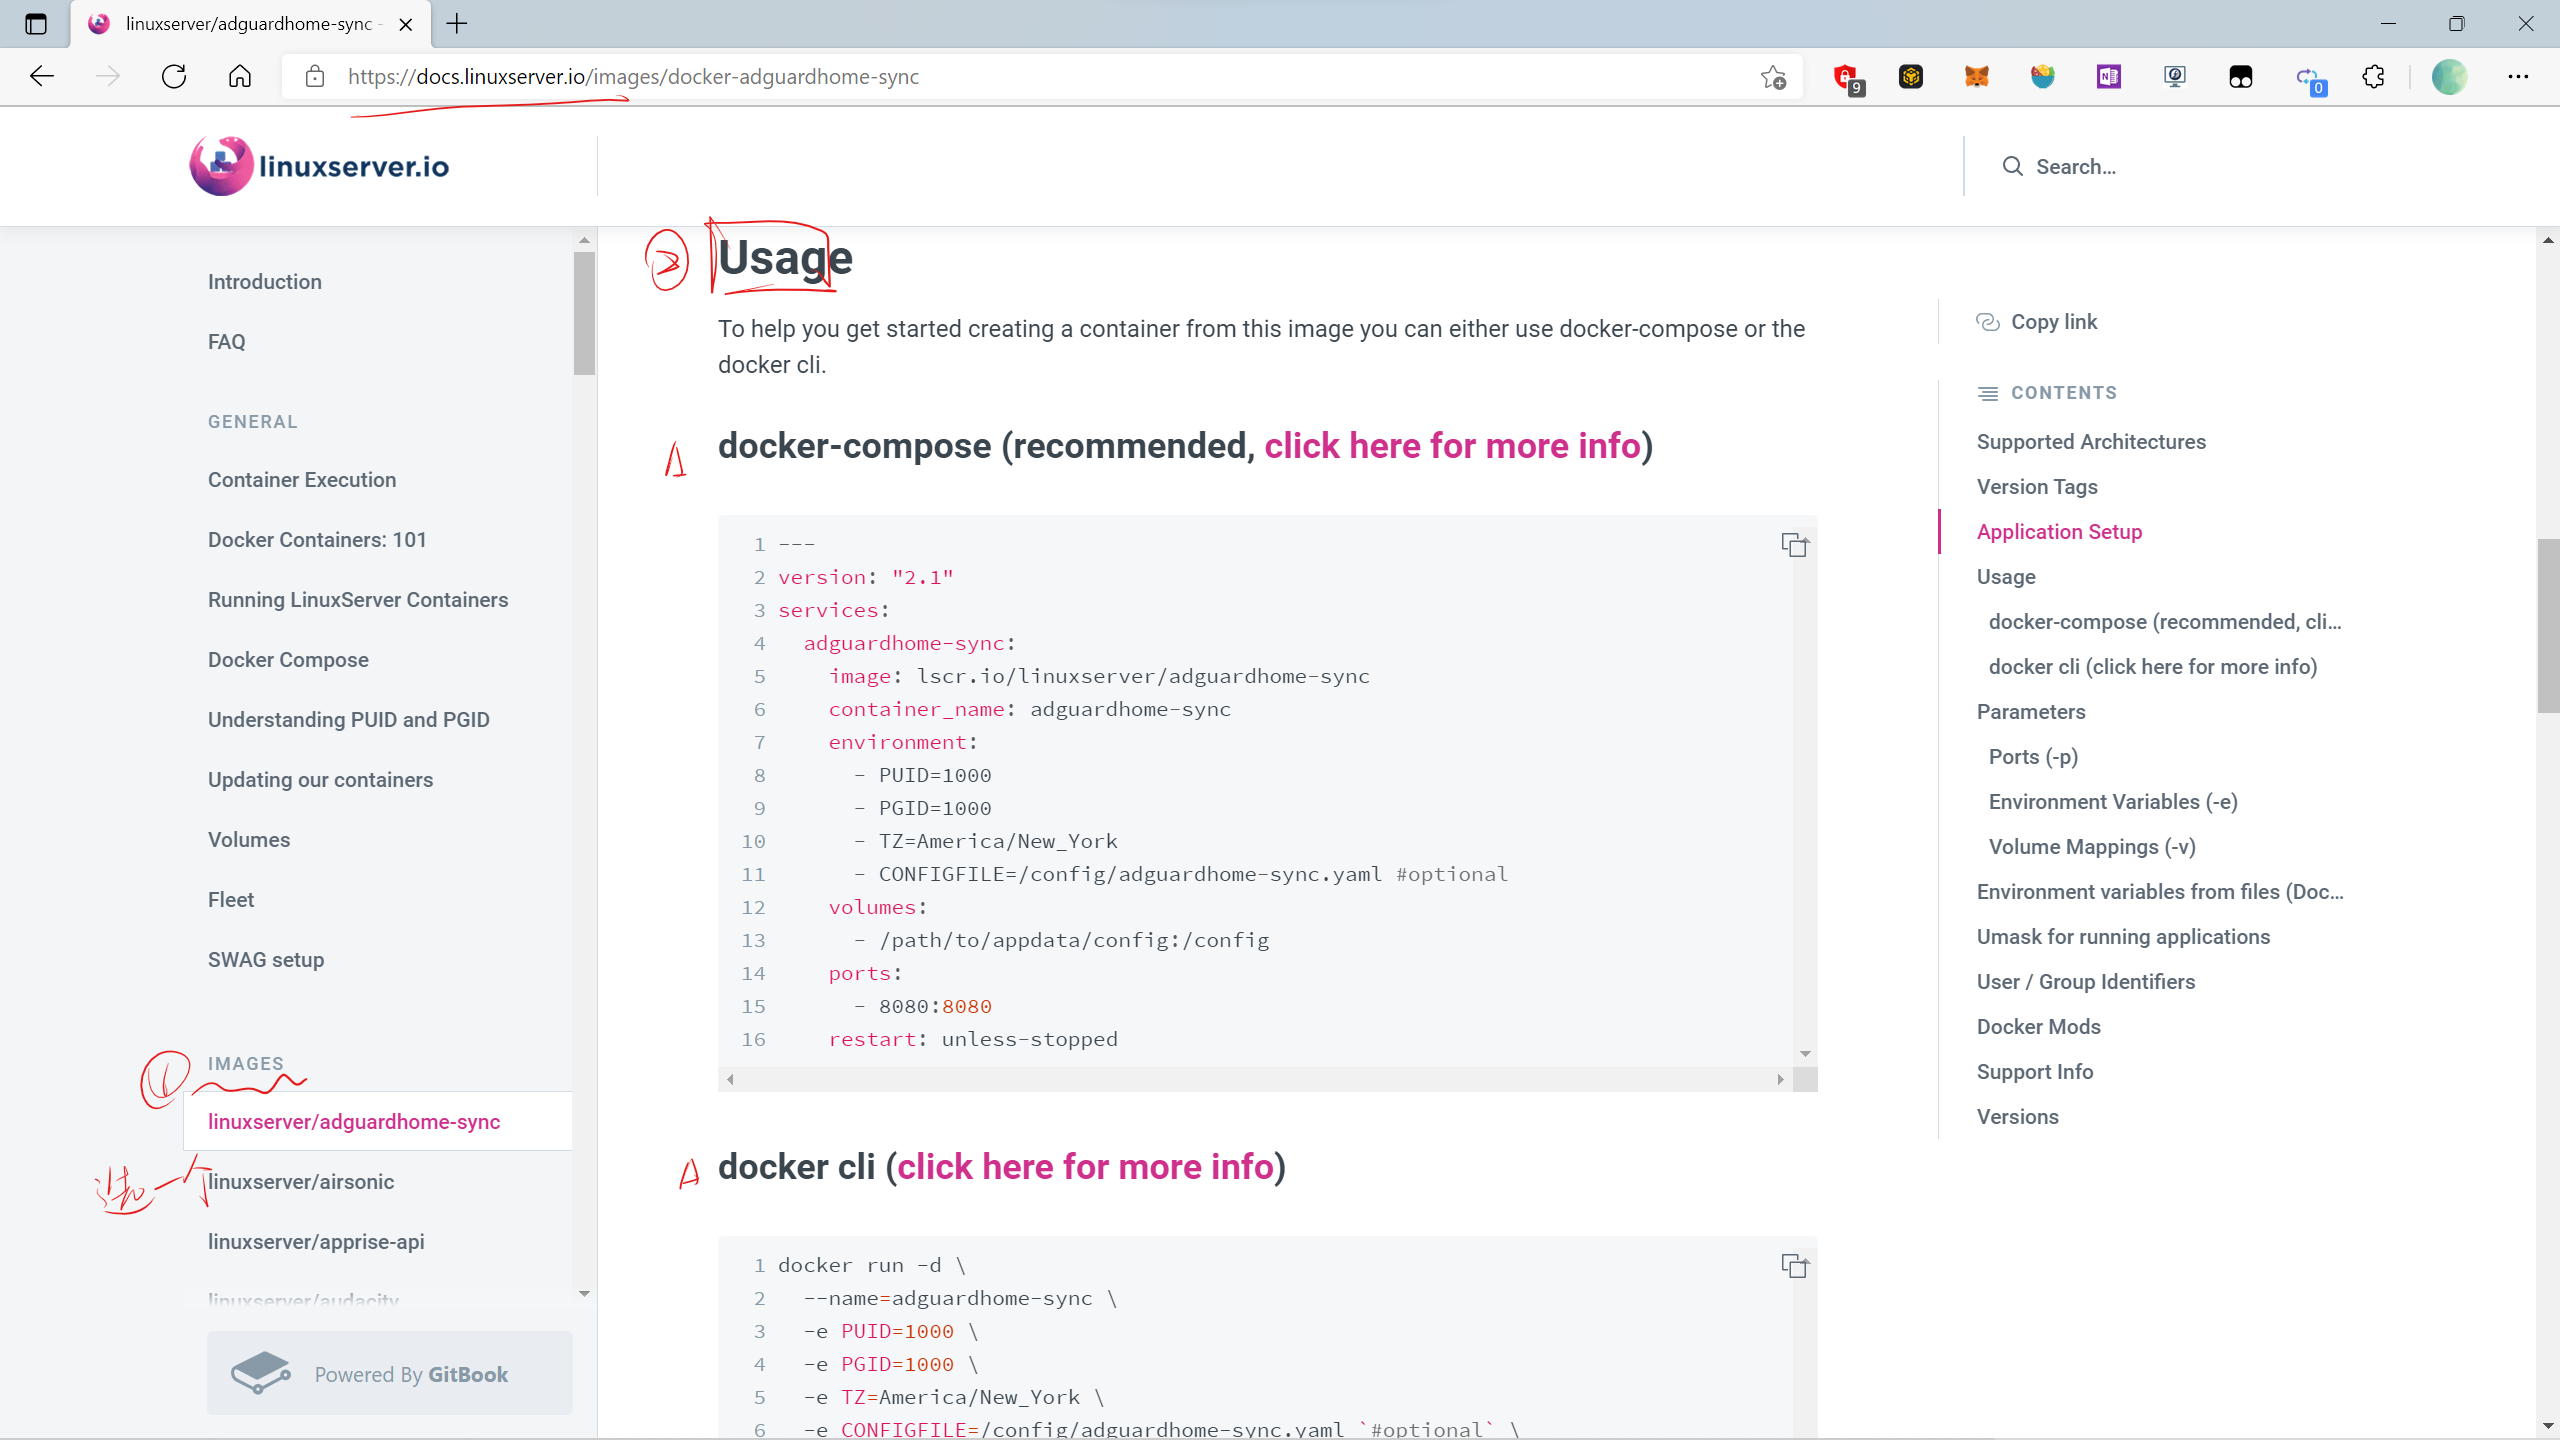 linuxserver/adguardhome-sync -
https://docs.linuxserver.io/images/docker-adguardhome-sync
9
0
linuxserver.io
Search...
Introduction
FAQ
GENERAL
Container Execution
Docker Containers: 101
Running LinuxServer Containers
Docker Compose
Understanding PUID and PGID
Updating our containers
Volumes
Fleet
SWAG setup
① IMAGES
linuxserver/adguardhome-sync
选一个
linuxserver/airsonic
linuxserver/apprise-api
linuxserver/audacity
Powered By GitBook
② Usage
To help you get started creating a container from this image you can either use docker-compose or the
docker cli.
docker-compose (recommended, click here for more info)
1 ---
2 version: "2.1"
3 services:
4 adguardhome-sync:
5 image: lscr.io/linuxserver/adguardhome-sync
6 container_name: adguardhome-sync
7 environment:
8 - PUID=1000
9 - PGID=1000
10 - TZ=America/New_York
11 - CONFIGFILE=/config/adguardhome-sync.yaml #optional
12 volumes:
13 - /path/to/appdata/config:/config
14 ports:
15 - 8080:8080
16 restart: unless-stopped
A docker cli (click here for more info)
1 docker run -d \
2 --name=adguardhome-sync \
3 -e PUID=1000 \
4 -e PGID=1000 \
5 -e TZ=America/New_York \
6 -e CONFIGFILE=/config/adguardhome-sync.yaml `#optional` \
Copy link
CONTENTS
Supported Architectures
Version Tags
Application Setup
Usage
docker-compose (recommended, cli...
docker cli (click here for more info)
Parameters
Ports (-p)
Environment Variables (-e)
Volume Mappings (-v)
Environment variables from files (Doc...
Umask for running applications
User / Group Identifiers
Docker Mods
Support Info
Versions